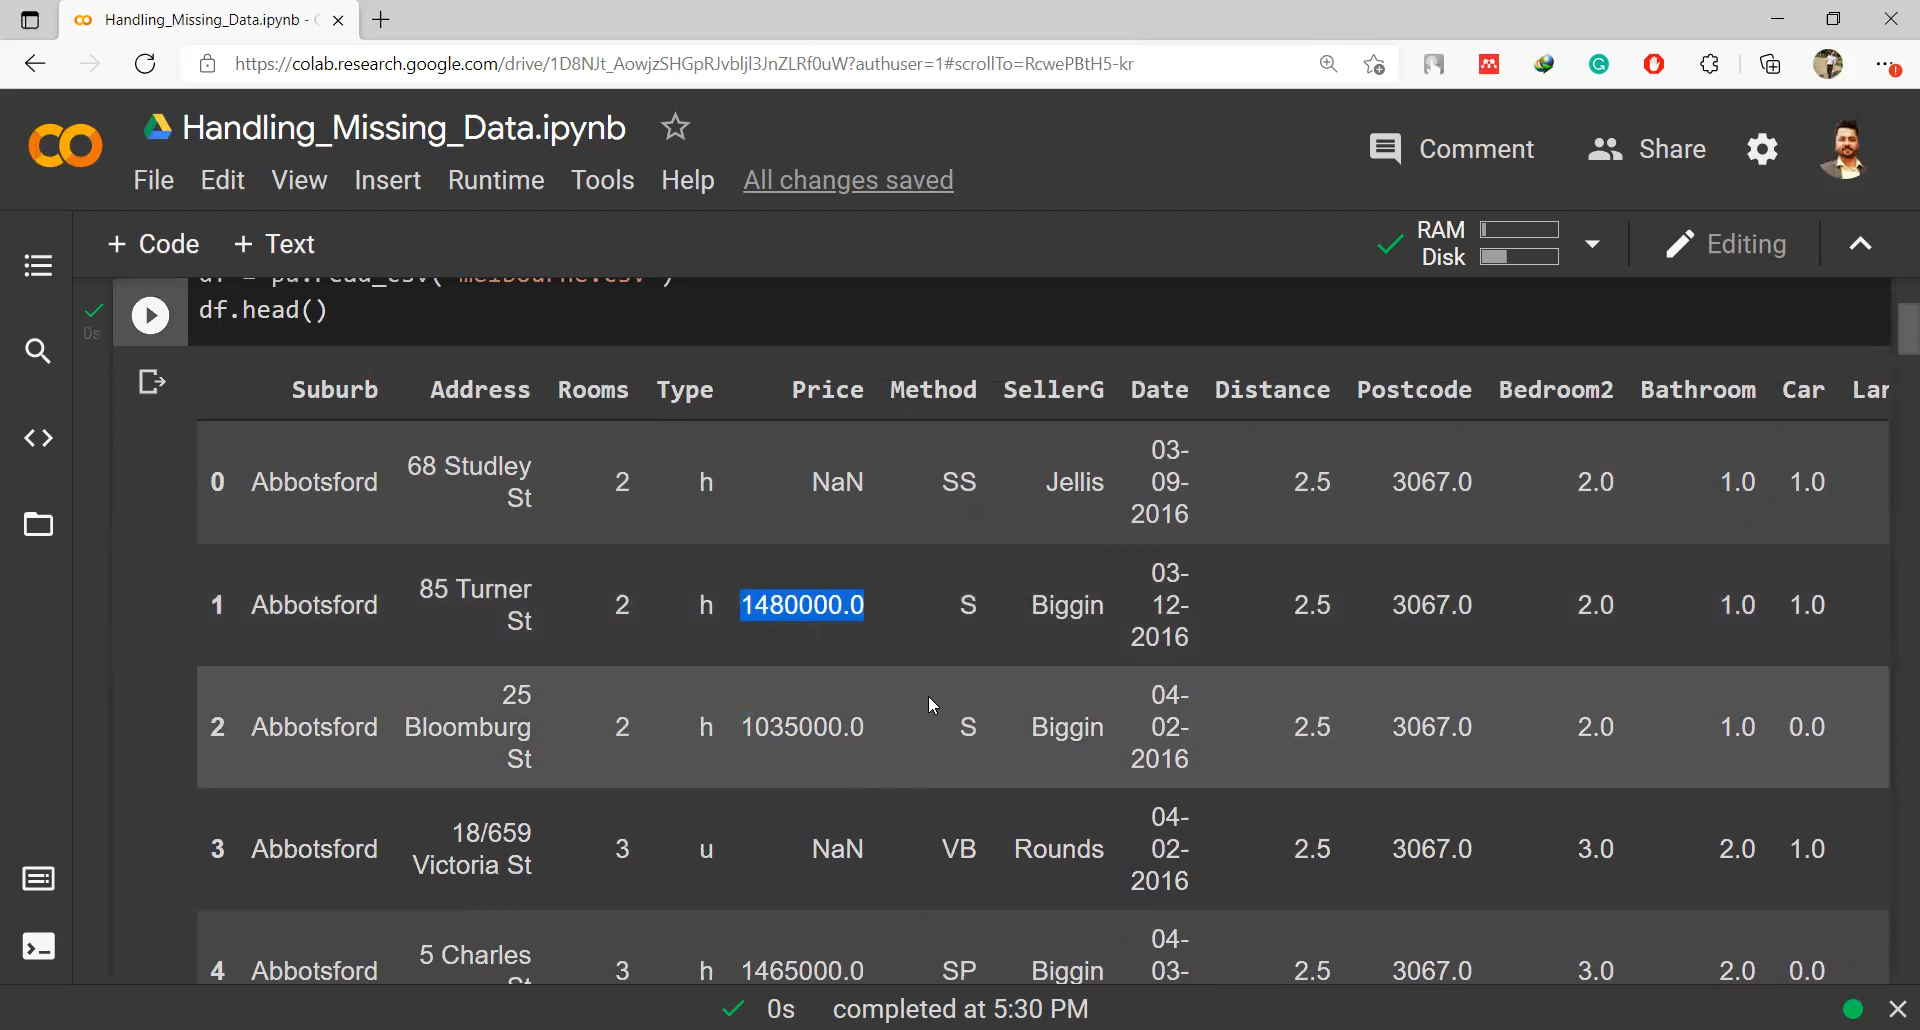 Handling_Missing_Data.ipynb -
https://colab.research.google.com/drive/1D8NJt_AowjzSHGpRJvbljl3JnZLRf0uW?authuser=1#scrollTo=RcwePBtH5-kr
Handling_Missing_Data.ipynb
Comment Share
File Edit View Insert Runtime Tools Help All changes saved
+ Code + Text
RAM
Disk
Editing
df.head()
0s
Suburb Address Rooms Type Price Method SellerG Date Distance Postcode Bedroom2 Bathroom Car Lar
0 Abbotsford 68 Studley St 2 h NaN SS Jellis 03-09-2016 2.5 3067.0 2.0 1.0 1.0
1 Abbotsford 85 Turner St 2 h 1480000.0 S Biggin 03-12-2016 2.5 3067.0 2.0 1.0 1.0
2 Abbotsford 25 Bloomburg St 2 h 1035000.0 S Biggin 04-02-2016 2.5 3067.0 2.0 1.0 0.0
3 Abbotsford 18/659 Victoria St 3 u NaN VB Rounds 04-02-2016 2.5 3067.0 3.0 2.0 1.0
4 Abbotsford 5 Charles 3 h 1465000.0 SP Biggin 04-03- 2.5 3067.0 3.0 2.0 0.0
0s completed at 5:30 PM